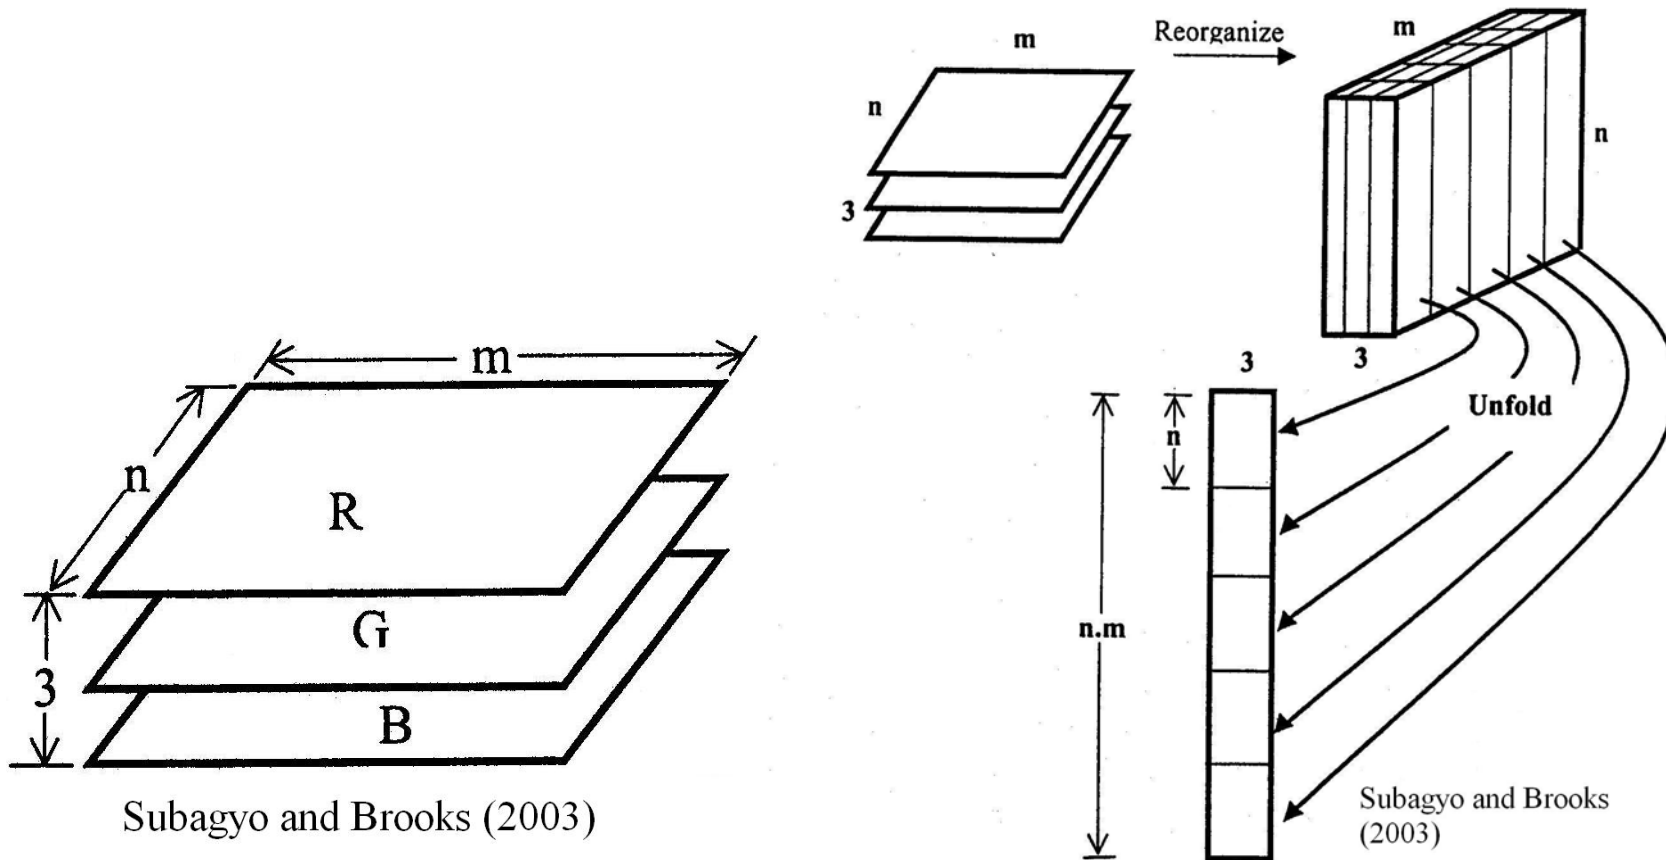 m
n
R
G
3
B
Subagyo and Brooks (2003)
m
n
3
Reorganize
m
n
3
3
n
Unfold
n.m
Subagyo and Brooks
(2003)